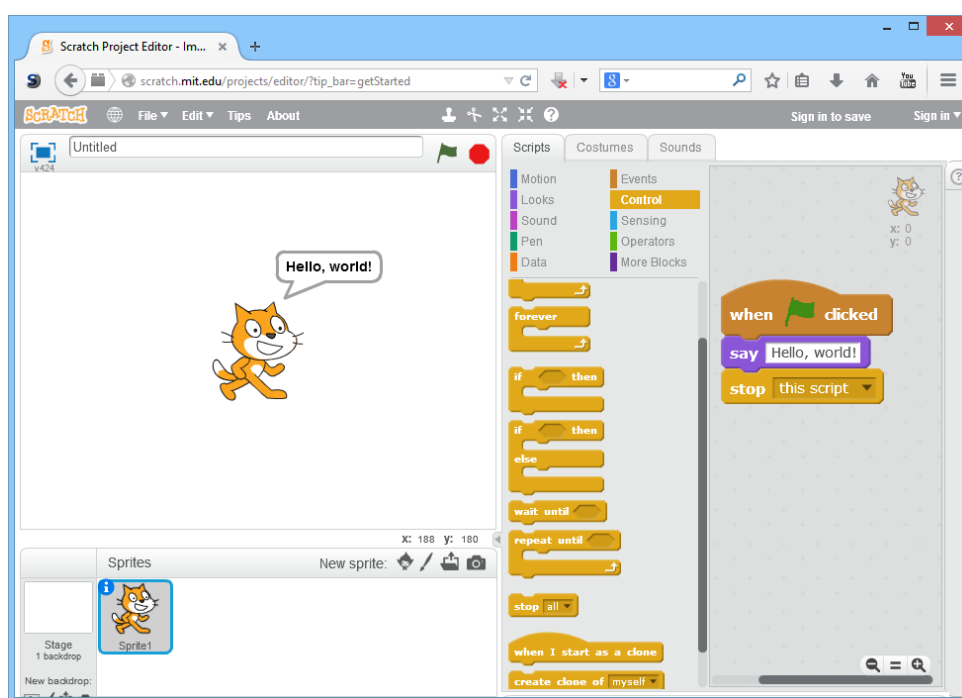 Scratch Project Editor - Im...
scratch.mit.edu/projects/editor/?tip_bar=getStarted
You
Tube
SCRATCH
File Edit Tips About
Sign in to save
Sign in
v424
Untitled
Scripts
Costumes
Sounds
Motion
Looks
Sound
Pen
Data
Events
Control
Sensing
Operators
More Blocks
Hello, world!
x: 188 y: 180
forever
if then
if then
else
wait until
repeat until
stop all
when I start as a clone
create clone of myself
x: 0
y: 0
when clicked
say Hello, world!
stop this script
Sprites
New sprite:
Stage
1 backdrop
New backdrop:
Sprite1